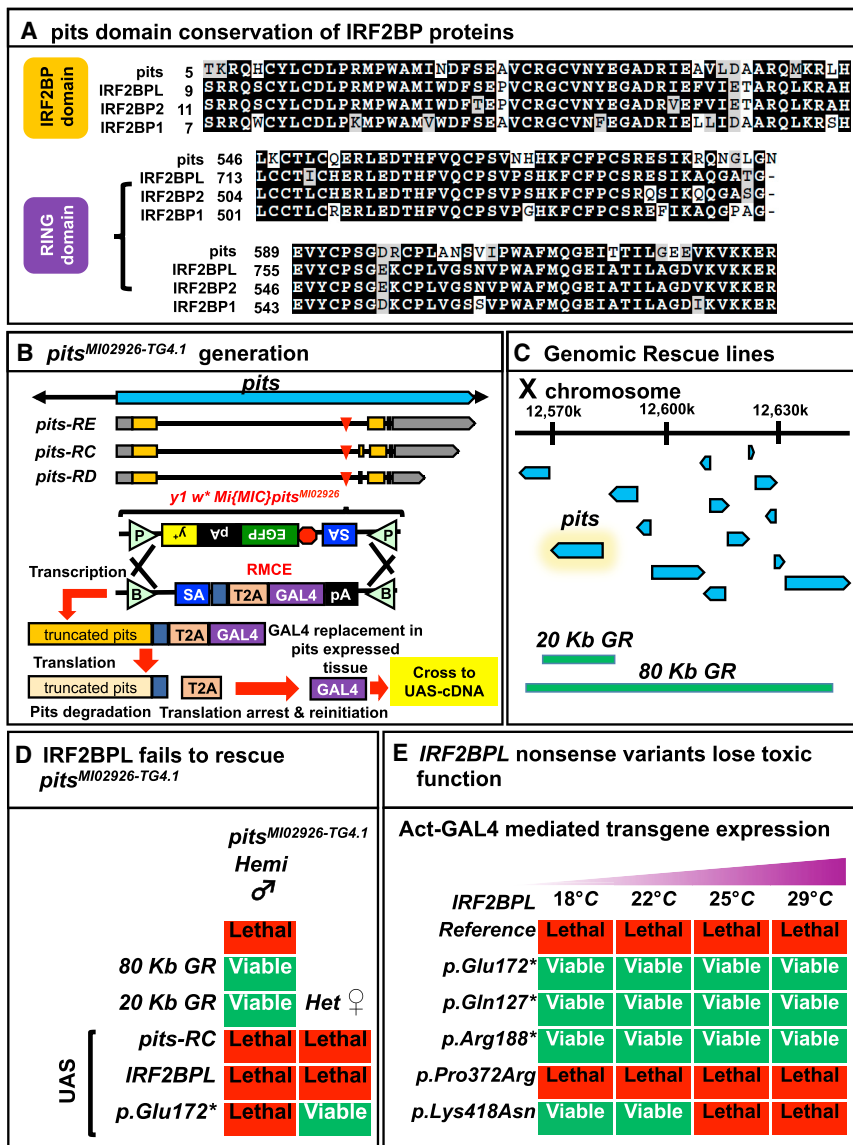 A pits domain conservation of IRF2BP proteins
IRF2BP domain
pits 5 TKRQHCYLCDLPRMPWAMINDFSEAVCRGCVNYEGADRIEAVLDAARQMKRLH
IRF2BPL 9 SRRQSCYLCDLPRMPWAMIWDFSEPVCRGCVNYEGADRIEFVIETARQLKRAH
IRF2BP2 11 SRRQSCYLCDLPRMPWAMIWDFTEPVCRGCVNYEGADRVEFVIETARQLKRAH
IRF2BP1 7 SRRQWCYLCDLPKMPWAMVWDFSEAVCRGCVNFEGADRIELLIDAARQLKRSH
RING domain
pits 546 LKCTLCQERLEDTHFVQCPSVNHHKFCFPCSRESIKRQNGLGN
IRF2BPL 713 LCCTICHERLEDTHFVQCPSVPSHKFCFPCSRESIKAQGATG-
IRF2BP2 504 LCCTLCHERLEDTHFVQCPSVPSHKFCFPCSRQSIKQQGASG-
IRF2BP1 501 LCCTLCRERLEDTHFVQCPSVPGHKFCFPCSREFIKAQGPAG-
pits 589 EVYCPSGDRCPLANSVIPWAFMQGEITTILGEEVKVKKER
IRF2BPL 755 EVYCPSGEKCPLVGSNVPWAFMQGEIATILAGDVKVKKER
IRF2BP2 546 EVYCPSGEKCPLVGSNVPWAFMQGEIATILAGDVKVKKER
IRF2BP1 543 EVYCPSGDKCPLVGSSVPWAFMQGEIATILAGDIKVKKER
B pitsMI02926-TG4.1 generation
pits
pits-RE
pits-RC
pits-RD
y1 w* Mi{MIC}pitsMI02926
P y+ pA EGFP SA P
RMCE
Transcription
B SA T2A GAL4 pA B
truncated pits T2A GAL4
GAL4 replacement in pits expressed tissue
Translation
truncated pits T2A GAL4
Cross to UAS-cDNA
Pits degradation Translation arrest & reinitiation
C Genomic Rescue lines
X chromosome
12,570k 12,600k 12,630k
pits
20 Kb GR
80 Kb GR
D IRF2BPL fails to rescue
pitsMI02926-TG4.1
pitsMI02926-TG4.1
Hemi
♂
Lethal
80 Kb GR Viable
20 Kb GR Viable Het ♀
UAS
pits-RC Lethal Lethal
IRF2BPL Lethal Lethal
p.Glu172* Lethal Viable
E IRF2BPL nonsense variants lose toxic
function
Act-GAL4 mediated transgene expression
IRF2BPL 18°C 22°C 25°C 29°C
Reference Lethal Lethal Lethal Lethal
p.Glu172* Viable Viable Viable Viable
p.Gln127* Viable Viable Viable Viable
p.Arg188* Viable Viable Viable Viable
p.Pro372Arg Lethal Lethal Lethal Lethal
p.Lys418Asn Viable Viable Lethal Lethal